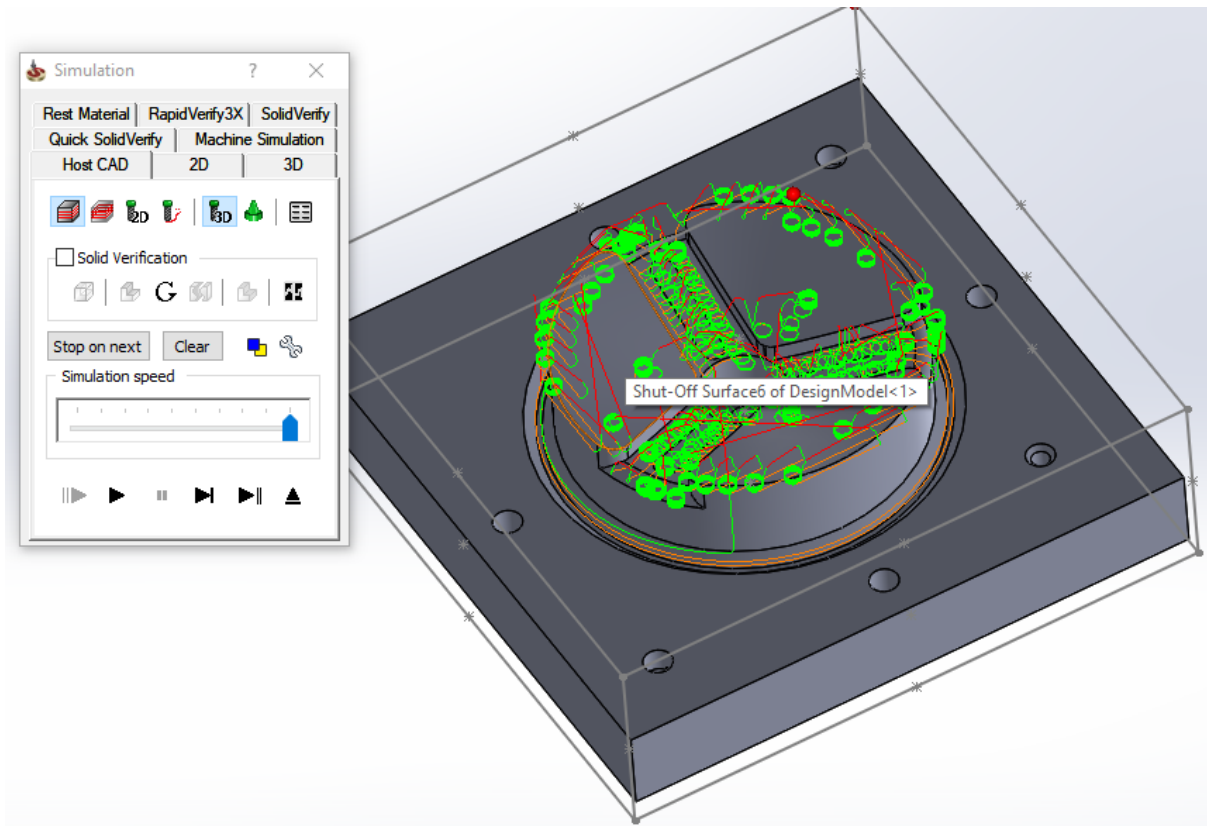 Simulation ?
Rest Material RapidVerify3X SolidVerify
Quick SolidVerify Machine Simulation
Host CAD 2D 3D
2D 3D
Solid Verification
Stop on next Clear
Simulation speed
Shut-Off Surface6 of DesignModel<1>